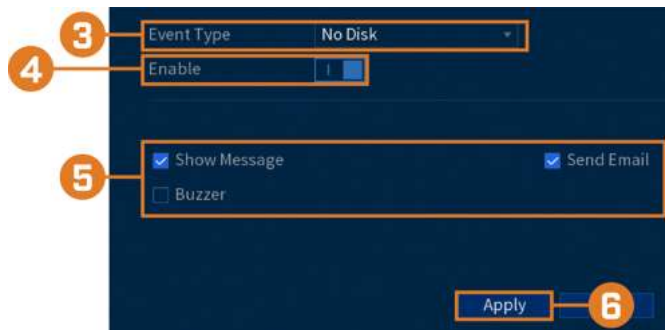 3 Event Type No Disk
4 Enable
5 Show Message Send Email
Buzzer
Apply 6